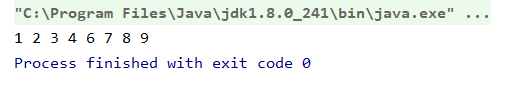 "C:\Program Files\Java\jdk1.8.0_241\bin\java.exe" ...
1 2 3 4 6 7 8 9
Process finished with exit code 0